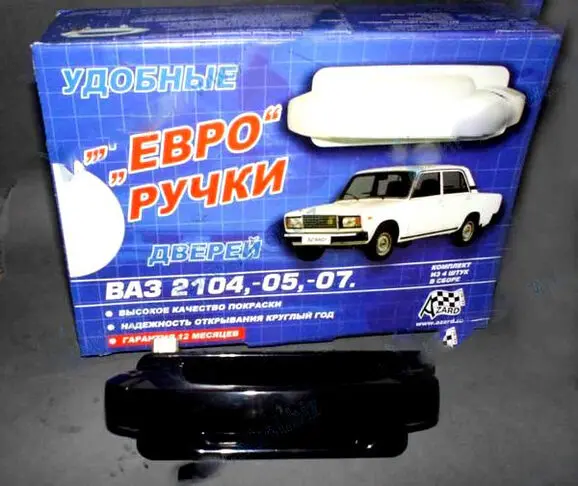 УДОБНЫЕ
„ЕВРО“
РУЧКИ
ДВЕРЕЙ
ВАЗ 2104,-05,-07.
• ВЫСОКОЕ КАЧЕСТВО ПОКРАСКИ
• НАДЕЖНОСТЬ ОТКРЫВАНИЯ КРУГЛЫЙ ГОД
• ГАРАНТИЯ 12 МЕСЯЦЕВ
КОМПЛЕКТ
ИЗ 4 ШТУК
В СБОРЕ
AZARD